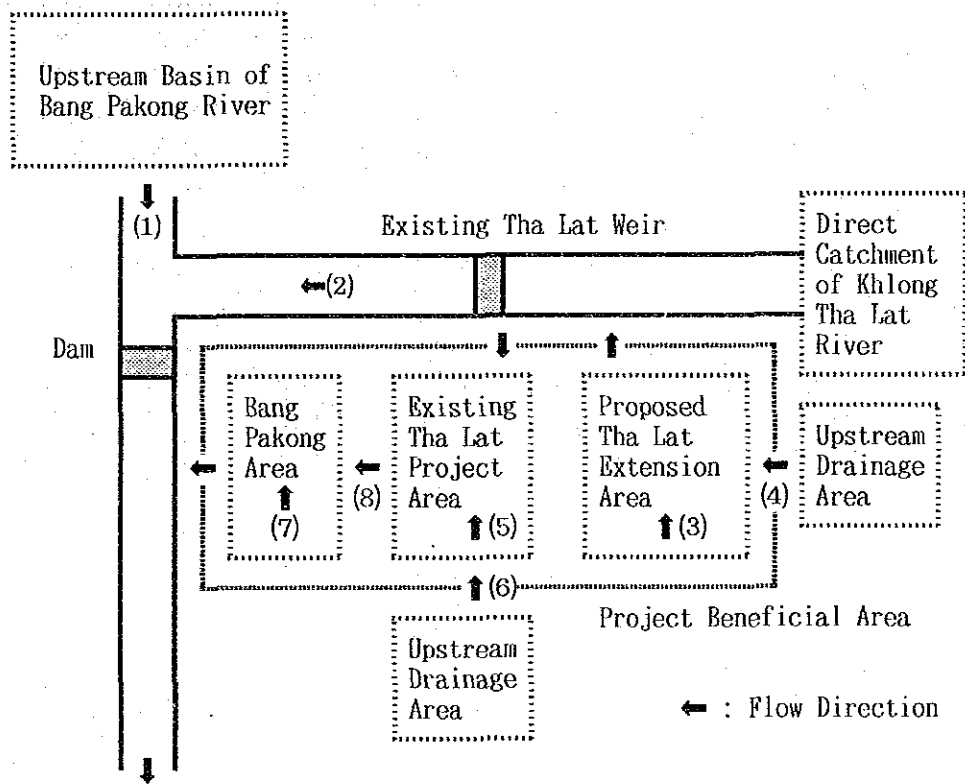 Upstream Basin of
Bang Pakong River
(1)
Existing Tha Lat Weir
Direct
Catchment
of Khlong
Tha Lat
River
(2)
Dam
Bang
Pakong
Area
(7)
(8)
Existing
Tha Lat
Project
Area
(5)
Proposed
Tha Lat
Extension
Area
(3)
(4)
Upstream
Drainage
Area
(6)
Project Beneficial Area
Upstream
Drainage
Area
: Flow Direction